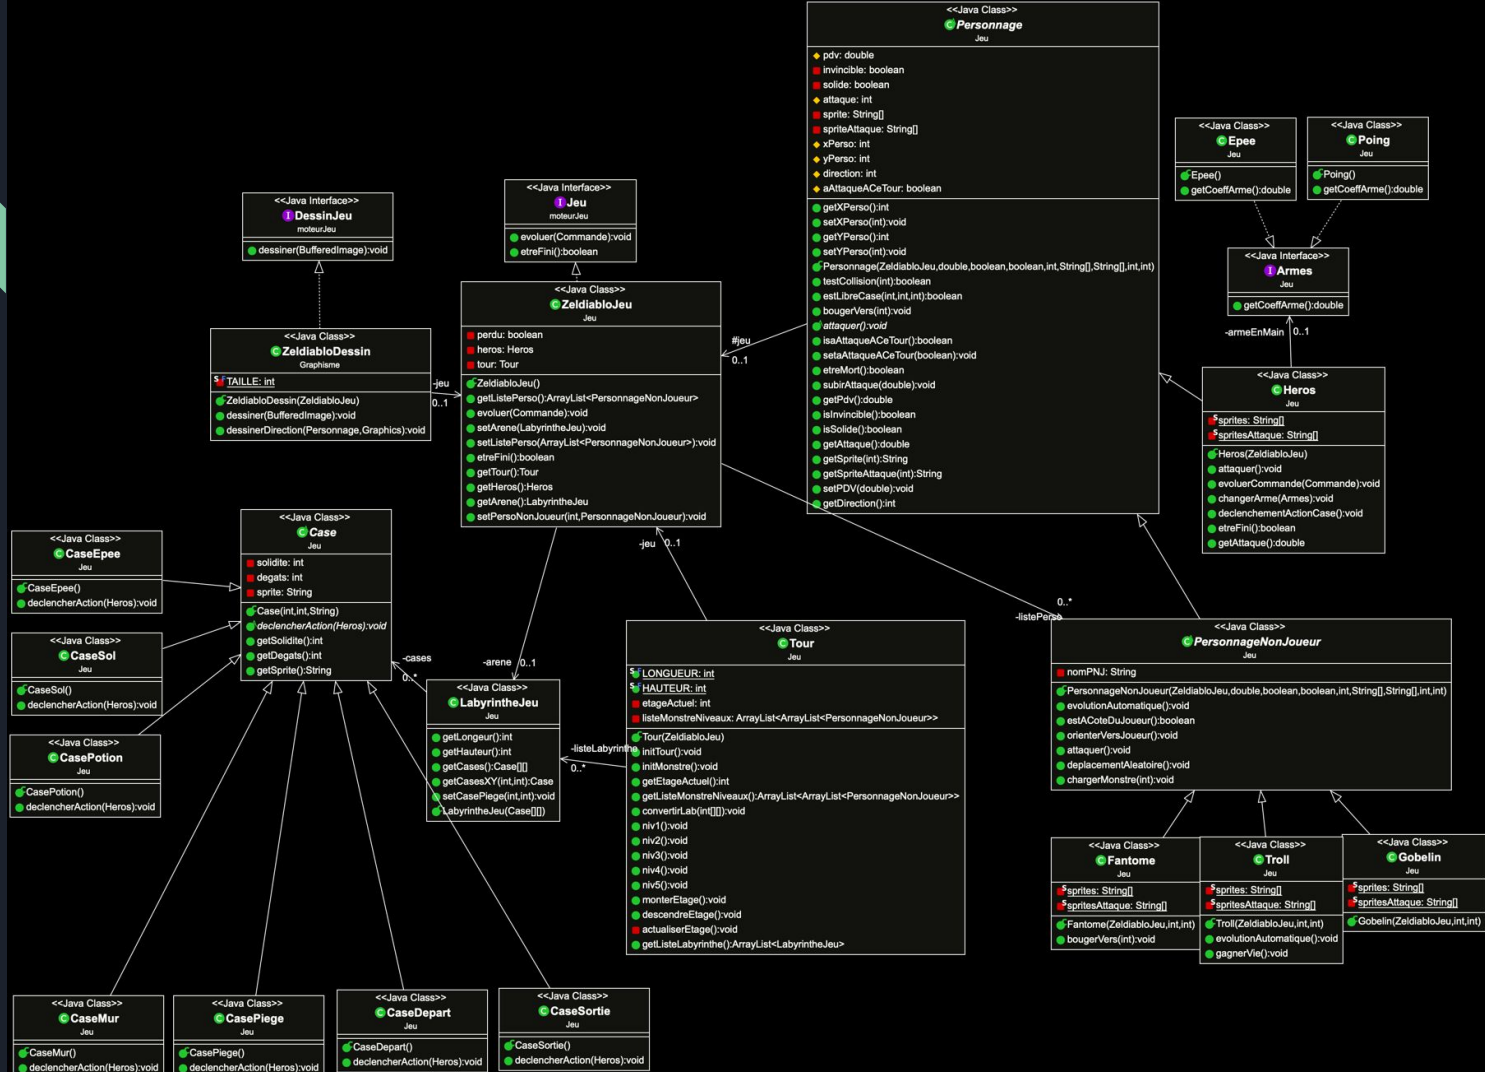 <<Java Class>>
Personnage
Jeu
pdv: double
invincible: boolean
solide: boolean
attaque: int
sprite: String[]
spriteAttaque: String[]
xPerso: int
yPerso: int
direction: int
aAttaqueACeTour: boolean
getXPerso():int
setXPerso(int):void
getYPerso():int
setYPerso(int):void
Personnage(ZeldiabloJeu,double,boolean,boolean,int,String[],String[],int,int)
testCollision(int):boolean
estLibreCase(int,int,int):boolean
bougerVers(int):void
attaquer():void
isaAttaqueACeTour():boolean
setaAttaqueACeTour(boolean):void
etreMort():boolean
subirAttaque(double):void
getPdv():double
isInvincible():boolean
isSolide():boolean
getAttaque():double
getSprite(int):String
getSpriteAttaque(int):String
setPDV(double):void
getDirection():int
<<Java Class>>
Epee
Jeu
Epee()
getCoeffArme():double
<<Java Class>>
Poing
Jeu
Poing()
getCoeffArme():double
<<Java Interface>>
DessinJeu
moteurJeu
dessiner(BufferedImage):void
<<Java Interface>>
Jeu
moteurJeu
evoluer(Commande):void
etreFini():boolean
<<Java Interface>>
Armes
Jeu
getCoeffArme():double
-armeEnMain 0..1
<<Java Class>>
ZeldiabloJeu
Jeu
perdu: boolean
heros: Heros
tour: Tour
ZeldiabloJeu()
getListePerso():ArrayList<PersonnageNonJoueur>
evoluer(Commande):void
setArene(LabyrintheJeu):void
setListePerso(ArrayList<PersonnageNonJoueur>):void
etreFini():boolean
getTour():Tour
getHeros():Heros
getArene():LabyrintheJeu
setPersoNonJoueur(int,PersonnageNonJoueur):void
#jeu
0..1
<<Java Class>>
ZeldiabloDessin
Graphisme
TAILLE: int
ZeldiabloDessin(ZeldiabloJeu)
dessiner(BufferedImage):void
dessinerDirection(Personnage,Graphics):void
-jeu
0..1
<<Java Class>>
Heros
Jeu
sprites: String[]
spritesAttaque: String[]
Heros(ZeldiabloJeu)
attaquer():void
evoluerCommande(Commande):void
changerArme(Armes):void
declenchementActionCase():void
etreFini():boolean
getAttaque():double
<<Java Class>>
Case
Jeu
solidite: int
degats: int
sprite: String
Case(int,int,String)
declencherAction(Heros):void
getSolidite():int
getDegats():int
getSprite():String
<<Java Class>>
CaseEpee
Jeu
CaseEpee()
declencherAction(Heros):void
<<Java Class>>
CaseSol
Jeu
CaseSol()
declencherAction(Heros):void
<<Java Class>>
CasePotion
Jeu
CasePotion()
declencherAction(Heros):void
-jeu 0..1
-cases
0..*
-arene 0..1
<<Java Class>>
LabyrintheJeu
Jeu
getLongeur():int
getHauteur():int
getCases():Case[][]
getCasesXY(int,int):Case
setCasePiege(int,int):void
LabyrintheJeu(Case[][])
-listeLabyrinthe
0..*
<<Java Class>>
Tour
Jeu
LONGUEUR: int
HAUTEUR: int
etageActuel: int
listeMonstreNiveaux: ArrayList<ArrayList<PersonnageNonJoueur>>
Tour(ZeldiabloJeu)
initTour():void
initMonstre():void
getEtageActuel():int
getListeMonstreNiveaux():ArrayList<ArrayList<PersonnageNonJoueur>>
convertirLab(int[][]):void
niv1():void
niv2():void
niv3():void
niv4():void
niv5():void
monterEtage():void
descendreEtage():void
actualiserEtage():void
getListeLabyrinthe():ArrayList<LabyrintheJeu>
0..*
-listePerso
<<Java Class>>
PersonnageNonJoueur
Jeu
nomPNJ: String
PersonnageNonJoueur(ZeldiabloJeu,double,boolean,boolean,int,String[],String[],int,int)
evolutionAutomatique():void
estACoteDuJoueur():boolean
orienterVersJoueur():void
attaquer():void
deplacementAleatoire():void
chargerMonstre(int):void
<<Java Class>>
Fantome
Jeu
sprites: String[]
spritesAttaque: String[]
Fantome(ZeldiabloJeu,int,int)
bougerVers(int):void
<<Java Class>>
Troll
Jeu
sprites: String[]
spritesAttaque: String[]
Troll(ZeldiabloJeu,int,int)
evolutionAutomatique():void
gagnerVie():void
<<Java Class>>
Gobelin
Jeu
sprites: String[]
spritesAttaque: String[]
Gobelin(ZeldiabloJeu,int,int)
<<Java Class>>
CaseMur
Jeu
CaseMur()
declencherAction(Heros):void
<<Java Class>>
CasePiege
Jeu
CasePiege()
declencherAction(Heros):void
<<Java Class>>
CaseDepart
Jeu
CaseDepart()
declencherAction(Heros):void
<<Java Class>>
CaseSortie
Jeu
CaseSortie()
declencherAction(Heros):void